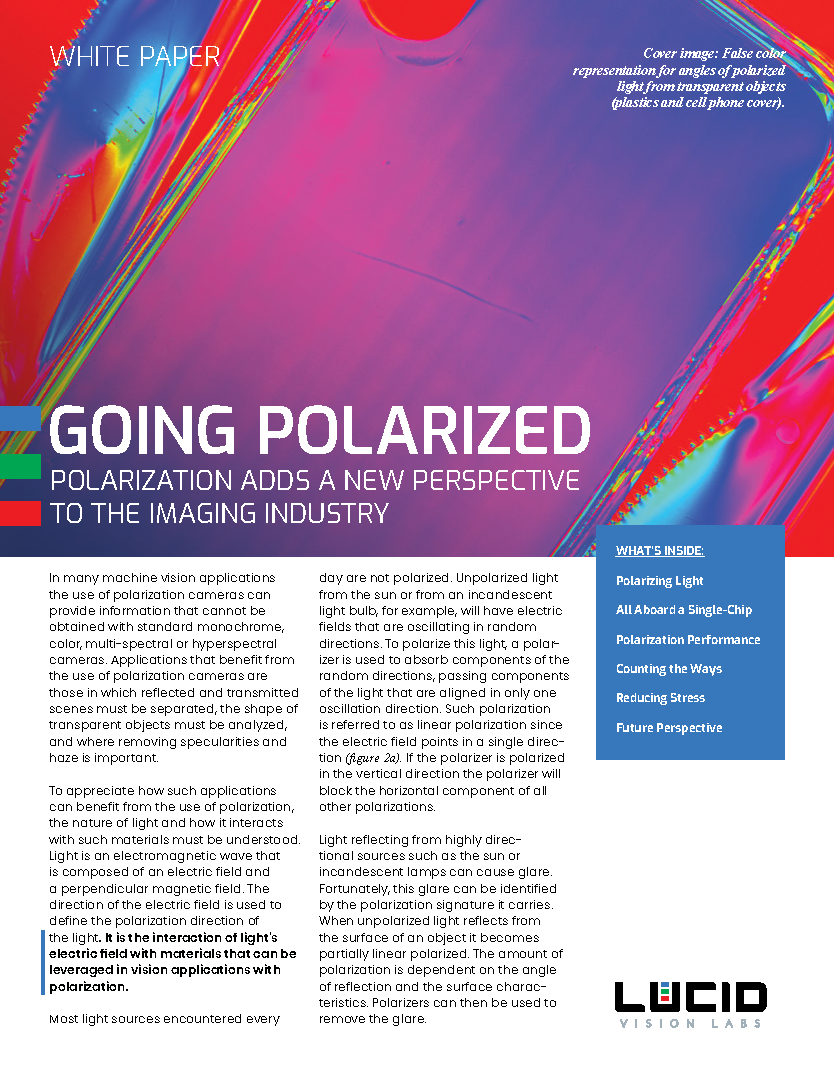 WHITE PAPER
Cover image: False color
representation for angles of polarized
light from transparent objects
(plastics and cell phone cover).
GOING POLARIZED
POLARIZATION ADDS A NEW PERSPECTIVE
TO THE IMAGING INDUSTRY
In many machine vision applications
the use of polarization cameras can
provide information that cannot be
obtained with standard monochrome,
color, multi-spectral or hyperspectral
cameras. Applications that benefit from
the use of polarization cameras are
those in which reflected and transmitted
scenes must be separated, the shape of
transparent objects must be analyzed,
and where removing specularities and
haze is important.
To appreciate how such applications
can benefit from the use of polarization,
the nature of light and how it interacts
with such materials must be understood.
Light is an electromagnetic wave that
is composed of an electric field and
a perpendicular magnetic field. The
direction of the electric field is used to
define the polarization direction of
the light. It is the interaction of light's
electric field with materials that can be
leveraged in vision applications with
polarization.
Most light sources encountered every
day are not polarized. Unpolarized light
from the sun or from an incandescent
light bulb, for example, will have electric
fields that are oscillating in random
directions. To polarize this light, a polar-
izer is used to absorb components of the
random directions, passing components
of the light that are aligned in only one
oscillation direction. Such polarization
is referred to as linear polarization since
the electric field points in a single direc-
tion (figure 2a). If the polarizer is polarized
in the vertical direction the polarizer will
block the horizontal component of all
other polarizations.
Light reflecting from highly direc-
tional sources such as the sun or
incandescent lamps can cause glare.
Fortunately, this glare can be identified
by the polarization signature it carries.
When unpolarized light reflects from
the surface of an object it becomes
partially linear polarized. The amount of
polarization is dependent on the angle
of reflection and the surface charac-
teristics. Polarizers can then be used to
remove the glare.
WHAT'S INSIDE:
Polarizing Light
All Aboard a Single-Chip
Polarization Performance
Counting the Ways
Reducing Stress
Future Perspective
LUCID
VISION LABS